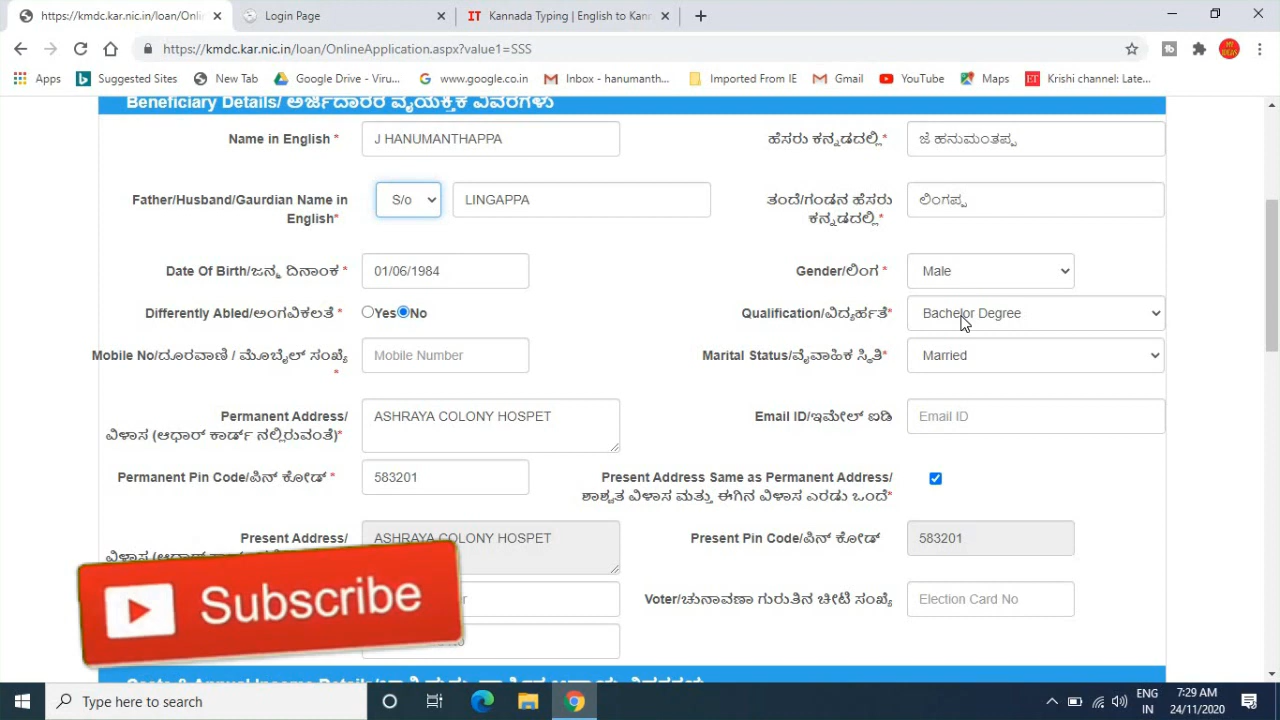 https://kmdc.kar.nic.in/loan/Onli
Login Page
Kannada Typing | English to Kann
https://kmdc.kar.nic.in/loan/OnlineApplication.aspx?value1=SSS
Apps
Suggested Sites
New Tab
Google Drive - Viru...
www.google.co.in
Inbox - hanumanth...
Imported From IE
Gmail
YouTube
Maps
Krishi channel: Late...
Beneficiary Details/ ಅರ್ಜಿದಾರರ ವೈಯಕ್ತಿಕ ವಿವರಗಳು
Name in English * J HANUMANTHAPPA
ಹೆಸರು ಕನ್ನಡದಲ್ಲಿ* ಜೆ ಹನುಮಂತಪ್ಪ
Father/Husband/Gaurdian Name in
English*
S/o LINGAPPA
ತಂದೆ/ಗಂಡನ ಹೆಸರು
ಕನ್ನಡದಲ್ಲಿ*
ಲಿಂಗಪ್ಪ
Date Of Birth/ಜನ್ಮ ದಿನಾಂಕ * 01/06/1984
Gender/ಲಿಂಗ * Male
Differently Abled/ಅಂಗವಿಕಲತೆ * Yes No
Qualification/ವಿದ್ಯರ್ಹತೆ* Bachelor Degree
Mobile No/ದೂರವಾಣಿ / ಮೊಬೈಲ್ ಸಂಖ್ಯೆ
*
Mobile Number
Marital Status/ವೈವಾಹಿಕ ಸ್ಥಿತಿ* Married
Permanent Address/
ವಿಳಾಸ (ಆಧಾರ್ ಕಾರ್ಡ್ ನಲ್ಲಿರುವಂತೆ)*
ASHRAYA COLONY HOSPET
Email ID/ಇಮೇಲ್ ಐಡಿ Email ID
Permanent Pin Code/ಪಿನ್ ಕೋಡ್ * 583201
Present Address Same as Permanent Address/
ಶಾಶ್ವತ ವಿಳಾಸ ಮತ್ತು ಈಗಿನ ವಿಳಾಸ ಎರಡು ಒಂದೆ*
Present Address/
ASHRAYA COLONY HOSPET
Present Pin Code/ಪಿನ್ ಕೋಡ್ 583201
Voter/ಚುನಾವಣಾ ಗುರುತಿನ ಚೀಟಿ ಸಂಖ್ಯೆ Election Card No
Subscribe
Type here to search
ENG
IN
7:29 AM
24/11/2020